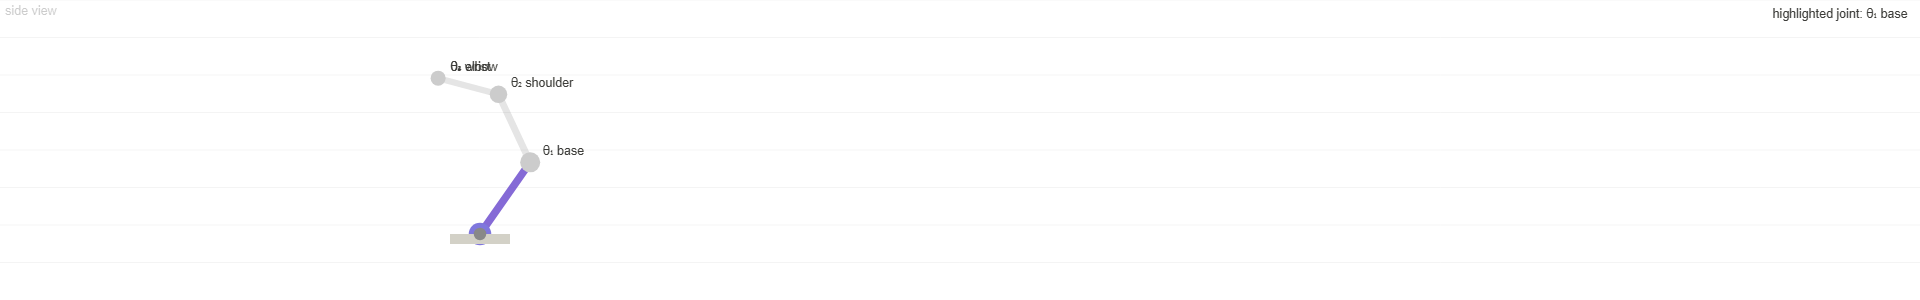 side view
highlighted joint: θ₁ base
θ₂ shoulder
θ₁ base